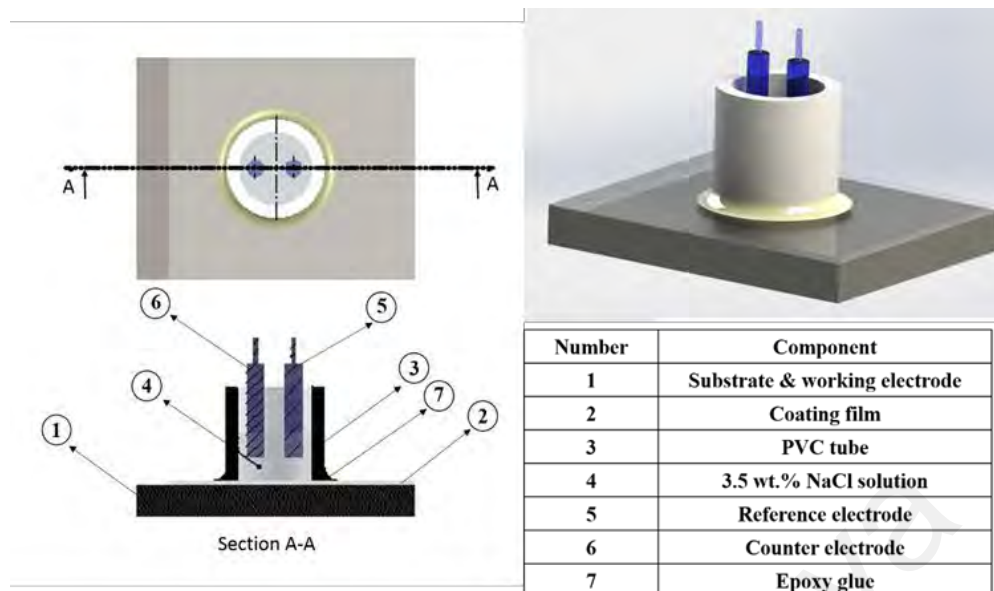 A
A
6
5
3
4
7
1
2
Section A-A
Number Component
1 Substrate & working electrode
2 Coating film
3 PVC tube
4 3.5 wt.% NaCl solution
5 Reference electrode
6 Counter electrode
7 Epoxy glue